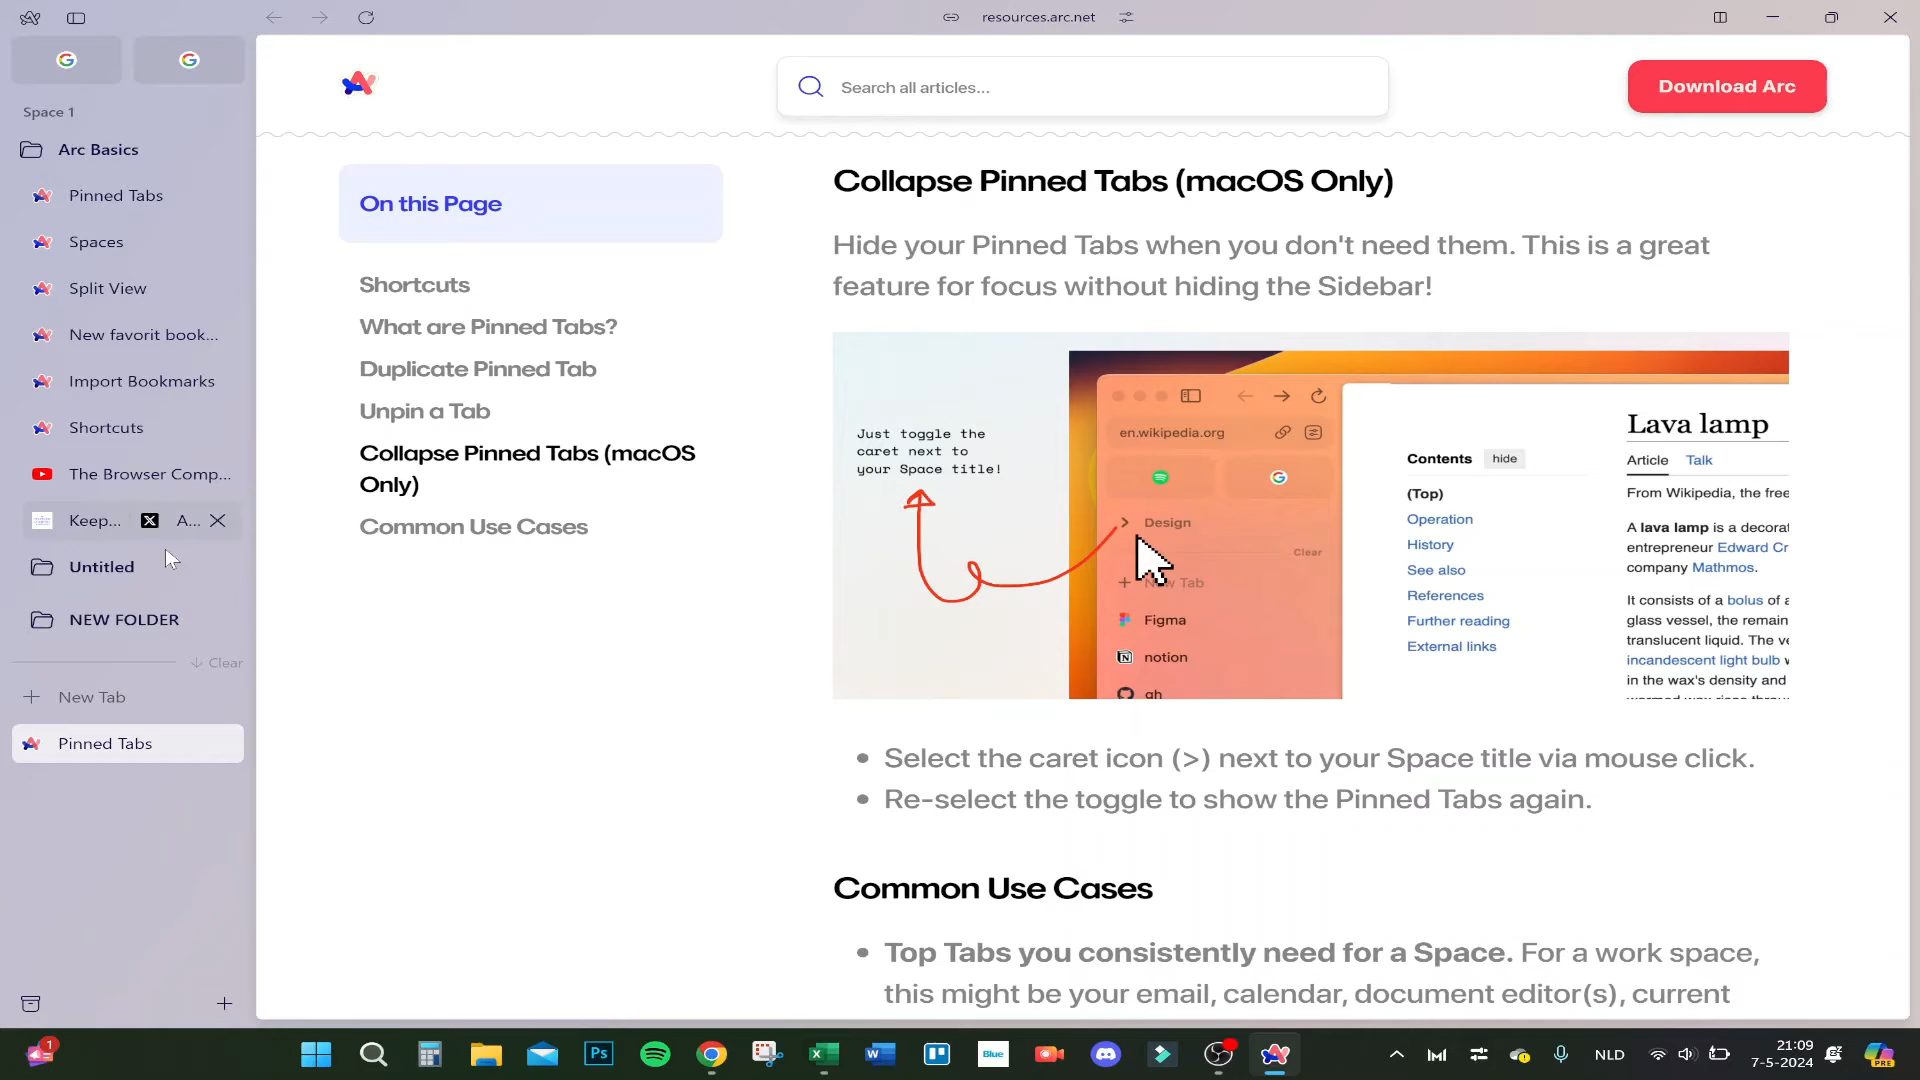 resources.arc.net
Space 1
Arc Basics
Pinned Tabs
Spaces
Split View
New favorit book...
Import Bookmarks
Shortcuts
The Browser Comp...
Keep...
A...
Untitled
NEW FOLDER
Clear
New Tab
Pinned Tabs
Search all articles...
Download Arc
On this Page
Shortcuts
What are Pinned Tabs?
Duplicate Pinned Tab
Unpin a Tab
Collapse Pinned Tabs (macOS
Only)
Common Use Cases
Collapse Pinned Tabs (macOS Only)
Hide your Pinned Tabs when you don't need them. This is a great
feature for focus without hiding the Sidebar!
Just toggle the
caret next to
your Space title!
en.wikipedia.org
Design
Clear
Tab
Figma
notion
gh
Contents hide
(Top)
Operation
History
See also
References
Further reading
External links
Lava lamp
Article Talk
From Wikipedia, the free
A lava lamp is a decorat
entrepreneur Edward Cr
company Mathmos.
It consists of a bolus of a
glass vessel, the remain
translucent liquid. The ve
incandescent light bulb
in the wax's density and
• Select the caret icon (>) next to your Space title via mouse click.
• Re-select the toggle to show the Pinned Tabs again.
Common Use Cases
• Top Tabs you consistently need for a Space. For a work space,
this might be your email, calendar, document editor(s), current
1
Ps
Blue
NLD
21:09
7-5-2024
PRE